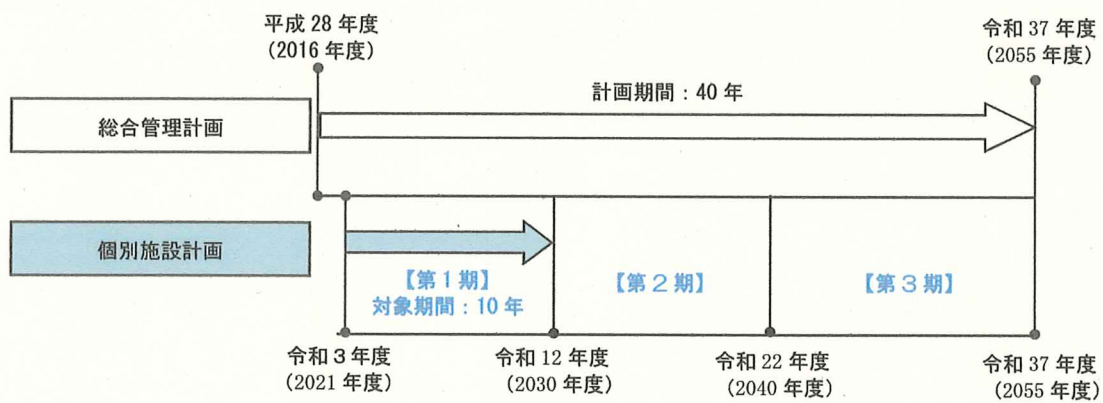 平成 28 年度
(2016 年度)
令和 37 年度
(2055 年度)
計画期間：40 年
総合管理計画
個別施設計画
【第１期】
対象期間：10 年
【第２期】
【第３期】
令和 3 年度
(2021 年度)
令和 12 年度
(2030 年度)
令和 22 年度
(2040 年度)
令和 37 年度
(2055 年度)